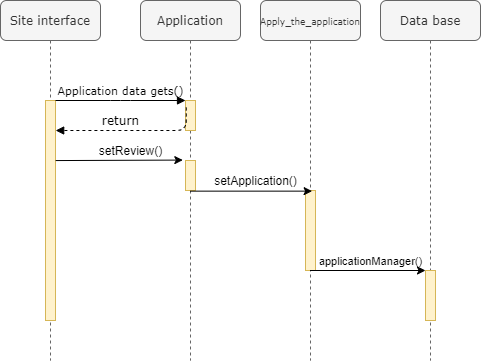 Site interface
Application
Apply_the_application
Data base
Application data gets()
return
setReview()
setApplication()
applicationManager()